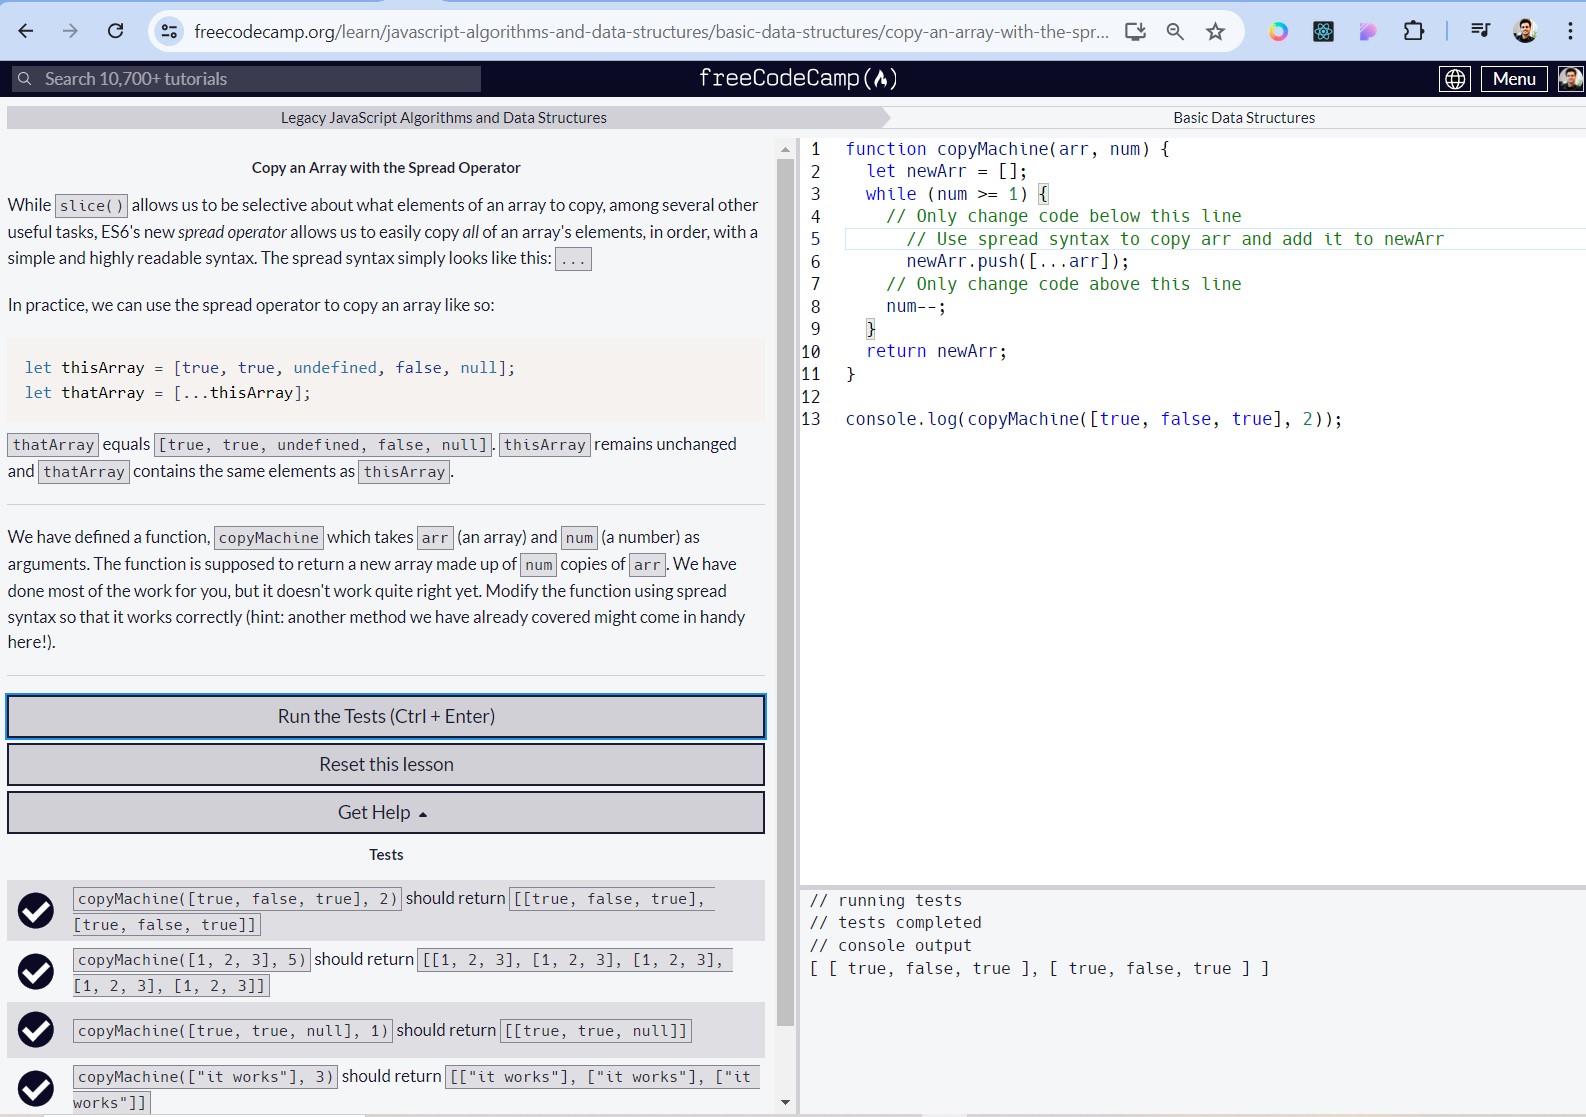 freecodecamp.org/learn/javascript-algorithms-and-data-structures/basic-data-structures/copy-an-array-with-the-spr...
Search 10,700+ tutorials
freeCodeCamp
Menu
Legacy JavaScript Algorithms and Data Structures
Basic Data Structures
Copy an Array with the Spread Operator
While slice() allows us to be selective about what elements of an array to copy, among several other
useful tasks, ES6's new spread operator allows us to easily copy all of an array's elements, in order, with a
simple and highly readable syntax. The spread syntax simply looks like this: ...
In practice, we can use the spread operator to copy an array like so:
let thisArray = [true, true, undefined, false, null];
let thatArray = [...thisArray];
thatArray equals [true, true, undefined, false, null]. thisArray remains unchanged
and thatArray contains the same elements as thisArray.
We have defined a function, copyMachine which takes arr (an array) and num (a number) as
arguments. The function is supposed to return a new array made up of num copies of arr. We have
done most of the work for you, but it doesn't work quite right yet. Modify the function using spread
syntax so that it works correctly (hint: another method we have already covered might come in handy
here!).
Run the Tests (Ctrl + Enter)
Reset this lesson
Get Help
Tests
copyMachine([true, false, true], 2) should return [[true, false, true],
[true, false, true]]
copyMachine([1, 2, 3], 5) should return [[1, 2, 3], [1, 2, 3], [1, 2, 3],
[1, 2, 3], [1, 2, 3]]
copyMachine([true, true, null], 1) should return [[true, true, null]]
copyMachine(["it works"], 3) should return [["it works"], ["it works"], ["it
works"]]
1 function copyMachine(arr, num) {
2 let newArr = [];
3 while (num >= 1) {
4 // Only change code below this line
5 // Use spread syntax to copy arr and add it to newArr
6 newArr.push([...arr]);
7 // Only change code above this line
8 num--;
9 }
10 return newArr;
11 }
12
13 console.log(copyMachine([true, false, true], 2));
// running tests
// tests completed
// console output
[ [ true, false, true ], [ true, false, true ] ]